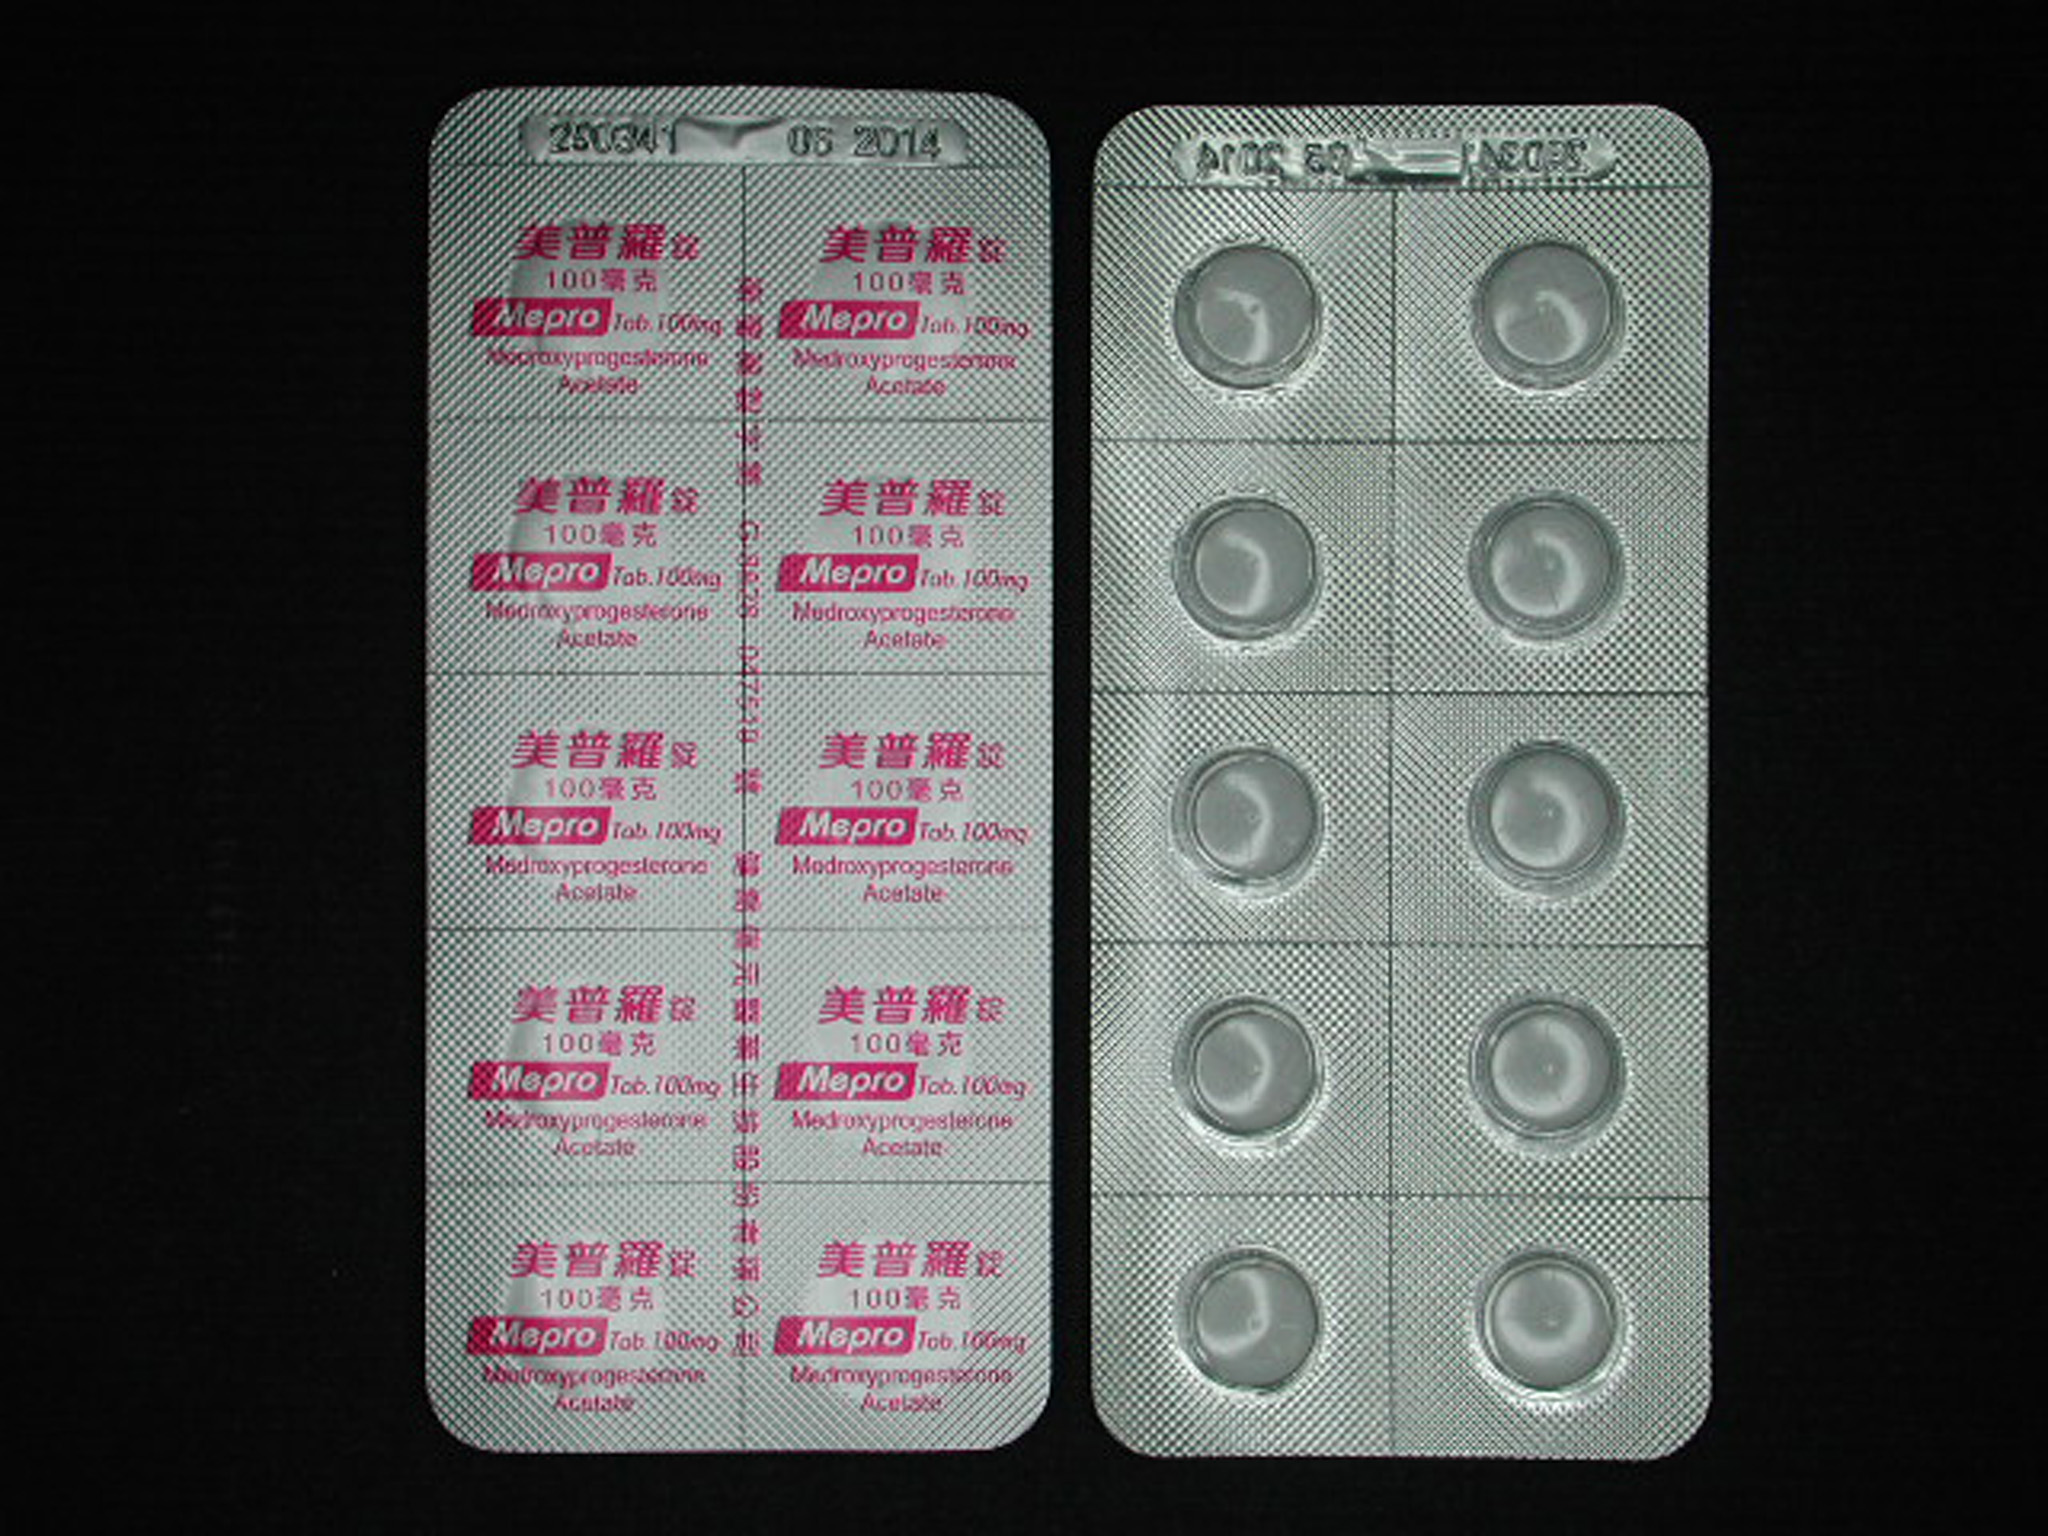 05 2014
美普羅錠 美普羅錠
100毫克 100毫克
Mepro Tab.100mg Mepro Tab.100mg
Medroxyprogesterone Medroxyprogesterone
Acetate Acetate
美普羅錠 美普羅錠
100毫克 100毫克
Mepro Tab.100mg Mepro Tab.100mg
Medroxyprogesterone Medroxyprogesterone
Acetate Acetate
美普羅錠 美普羅錠
100毫克 100毫克
Mepro Tab.100mg Mepro Tab.100mg
Medroxyprogesterone Medroxyprogesterone
Acetate Acetate
美普羅錠 美普羅錠
100毫克 100毫克
Mepro Tab.100mg Mepro Tab.100mg
Medroxyprogesterone Medroxyprogesterone
Acetate Acetate
美普羅錠 美普羅錠
100毫克 100毫克
Mepro Tab.100mg Mepro Tab.100mg
Medroxyprogesterone Medroxyprogesterone
Acetate Acetate